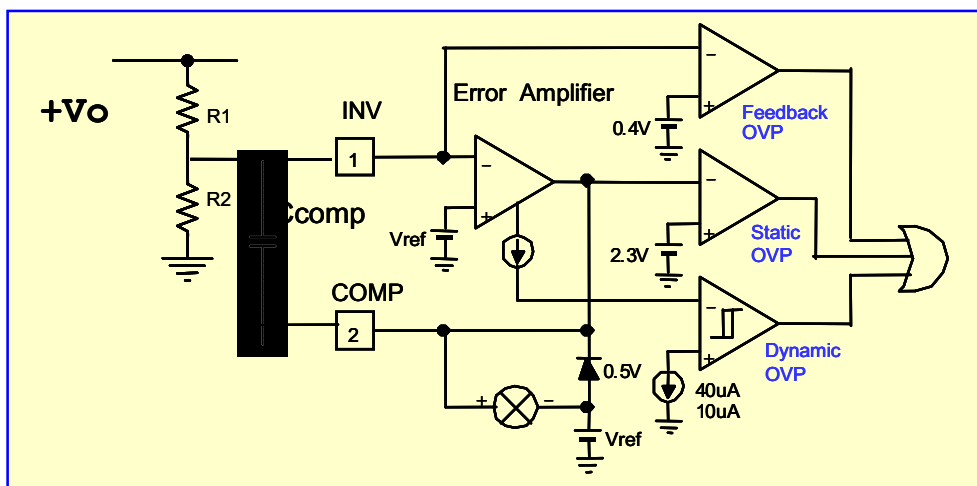 +Vo
R1
R2
Ccomp
INV
1
COMP
2
Error Amplifier
Vref
0.4V
Feedback
OVP
2.3V
Static
OVP
Dynamic
OVP
40uA
10uA
0.5V
Vref
+
-
-
+
-
+
-
+
-
+